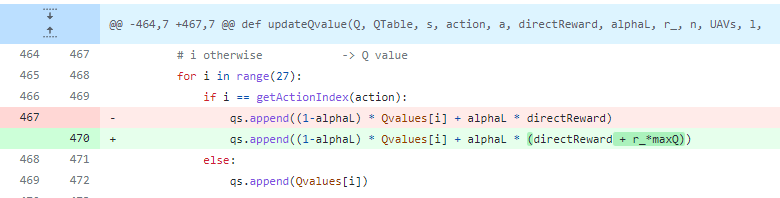 @@ -464,7 +467,7 @@ def updateQvalue(Q, QTable, s, action, a, directReward, alphaL, r_, n, UAVs, l,
464 467 # i otherwise -> Q value
465 468 for i in range(27):
466 469 if i == getActionIndex(action):
467 - qs.append((1-alphaL) * Qvalues[i] + alphaL * directReward)
470 + qs.append((1-alphaL) * Qvalues[i] + alphaL * (directReward + r_*maxQ))
468 471 else:
469 472 qs.append(Qvalues[i])